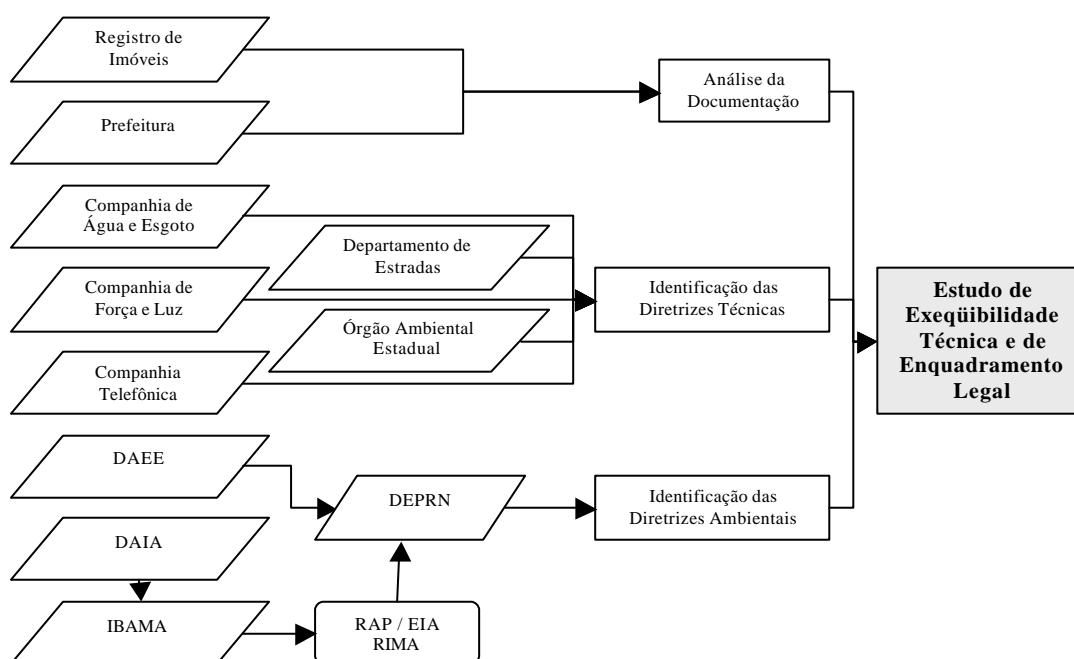 Registro de
Imóveis
Análise da
Documentação
Prefeitura
Companhia de
Água e Esgoto
Departamento de
Estradas
Companhia de
Força e Luz
Identificação das
Diretrizes Técnicas
Estudo de
Exeqüibilidade
Técnica e de
Enquadramento
Legal
Órgão Ambiental
Estadual
Companhia
Telefônica
DAEE
DEPRN
Identificação das
Diretrizes Ambientais
DAIA
IBAMA
RAP / EIA
RIMA